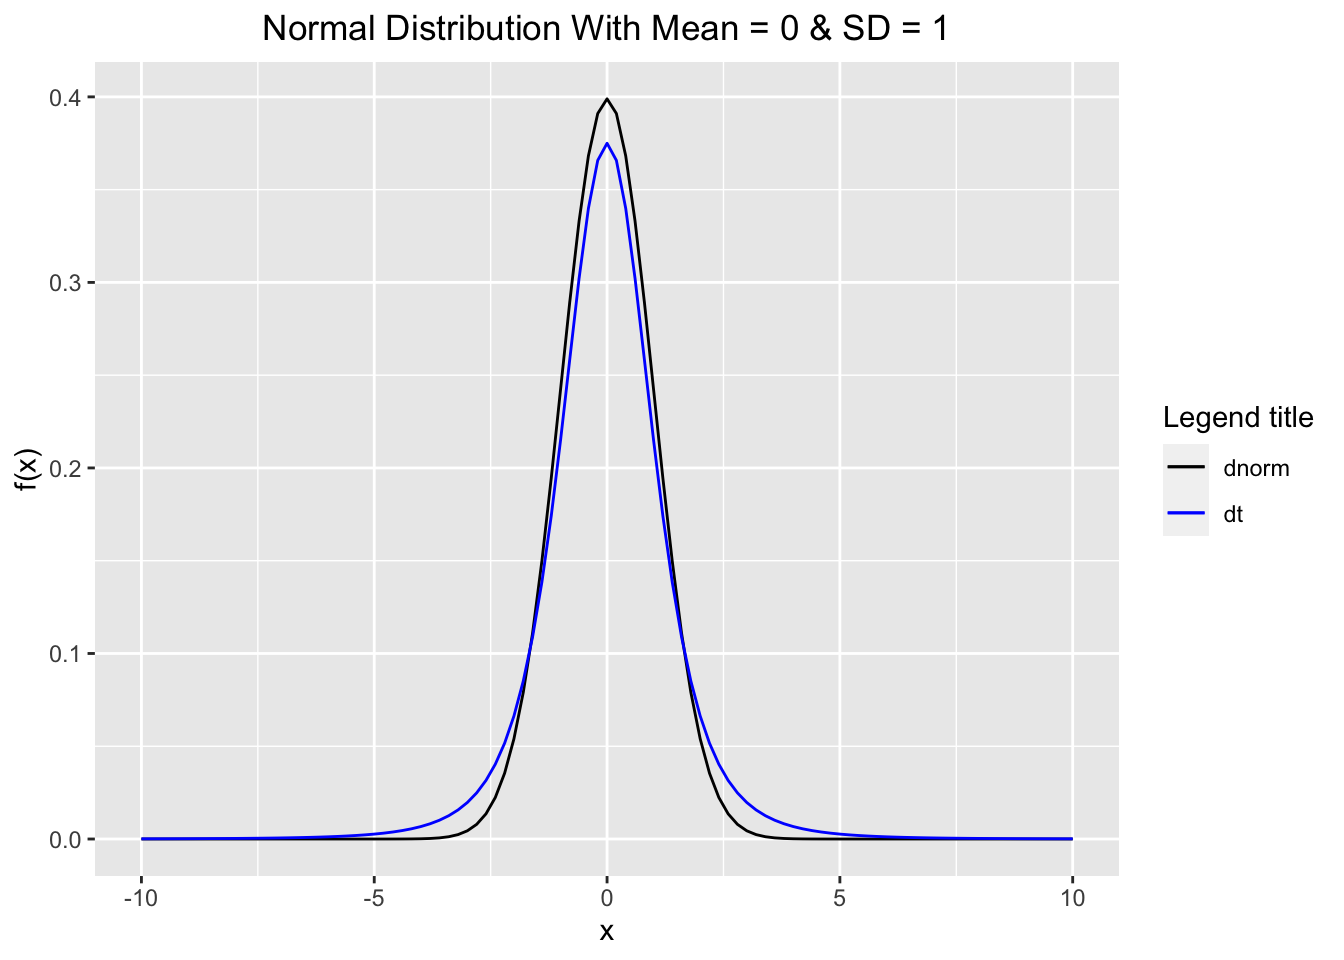 Normal Distribution With Mean = 0 & SD = 1
f(x)
0.4
0.3
0.2
0.1
0.0
-10
-5
0
5
10
x
Legend title
dnorm
dt